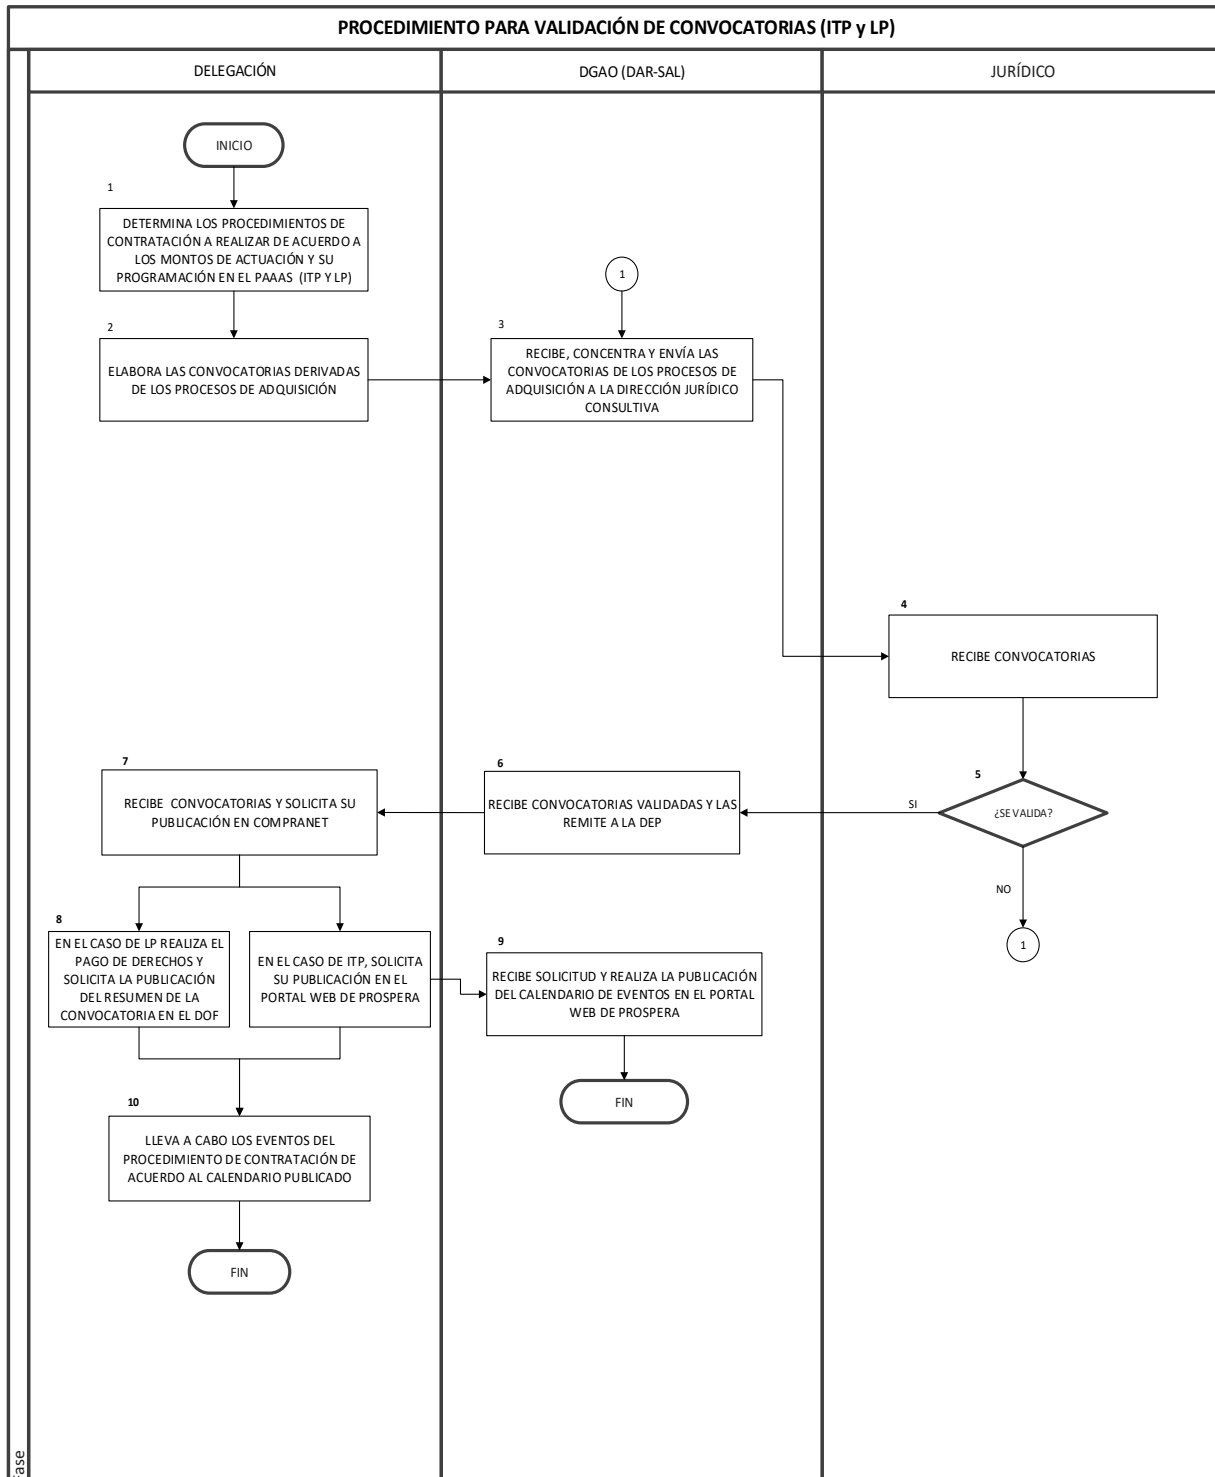 PROCEDIMIENTO PARA VALIDACIÓN DE CONVOCATORIAS (ITP y LP)
DELEGACIÓN
DGAO (DAR-SAL)
JURÍDICO
INICIO
1
DETERMINA LOS PROCEDIMIENTOS DE
CONTRATACIÓN A REALIZAR DE ACUERDO A
LOS MONTOS DE ACTUACIÓN Y SU
PROGRAMACIÓN EN EL PAAAS (ITP Y LP)
1
2
ELABORA LAS CONVOCATORIAS DERIVADAS
DE LOS PROCESOS DE ADQUISICIÓN
3
RECIBE, CONCENTRA Y ENVÍA LAS
CONVOCATORIAS DE LOS PROCESOS DE
ADQUISICIÓN A LA DIRECCIÓN JURÍDICO
CONSULTIVA
4
RECIBE CONVOCATORIAS
5
¿SE VALIDA?
SI
NO
1
6
RECIBE CONVOCATORIAS VALIDADAS Y LAS
REMITE A LA DEP
7
RECIBE CONVOCATORIAS Y SOLICITA SU
PUBLICACIÓN EN COMPRANET
8
EN EL CASO DE LP REALIZA EL
PAGO DE DERECHOS Y
SOLICITA LA PUBLICACIÓN
DEL RESUMEN DE LA
CONVOCATORIA EN EL DOF
EN EL CASO DE ITP, SOLICITA
SU PUBLICACIÓN EN EL
PORTAL WEB DE PROSPERA
9
RECIBE SOLICITUD Y REALIZA LA PUBLICACIÓN
DEL CALENDARIO DE EVENTOS EN EL PORTAL
WEB DE PROSPERA
FIN
10
LLEVA A CABO LOS EVENTOS DEL
PROCEDIMIENTO DE CONTRATACIÓN DE
ACUERDO AL CALENDARIO PUBLICADO
FIN
Fase